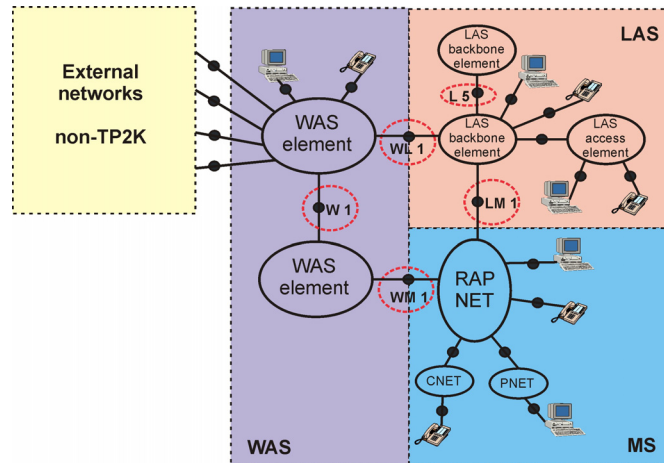 External
networks
non-TP2K
WAS
element
WL 1
W 1
WAS
element
WM 1
WAS
LAS
backbone
element
LAS
L 5
LAS
backbone
element
LAS
access
element
LM 1
RAP
NET
CNET
PNET
MS